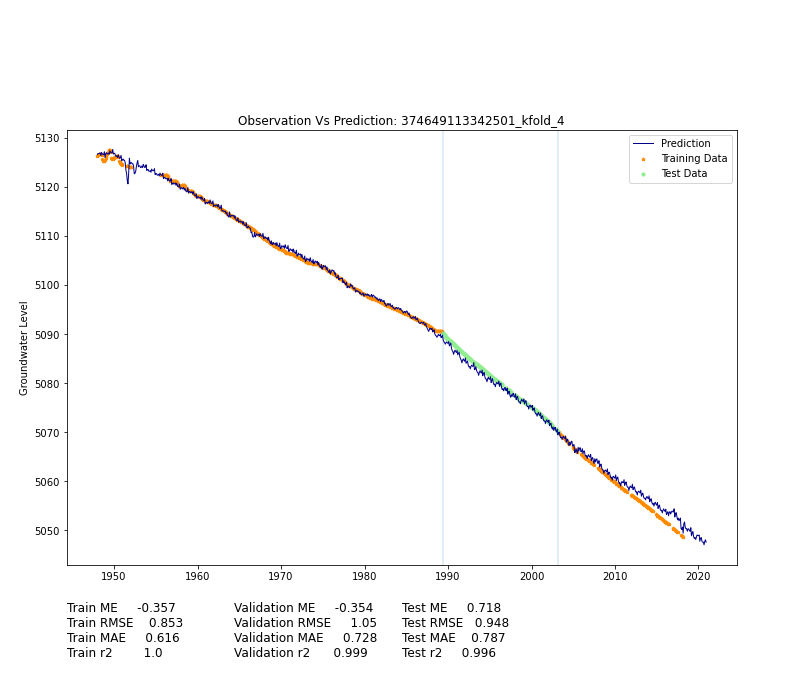 Observation Vs Prediction: 374649113342501_kfold_4
5130
5120
5110
5100
5090
5080
5070
5060
5050
Groundwater Level
Prediction
Training Data
Test Data
1950 1960 1970 1980 1990 2000 2010 2020
Train ME -0.357 Validation ME -0.354 Test ME 0.718
Train RMSE 0.853 Validation RMSE 1.05 Test RMSE 0.948
Train MAE 0.616 Validation MAE 0.728 Test MAE 0.787
Train r2 1.0 Validation r2 0.999 Test r2 0.996